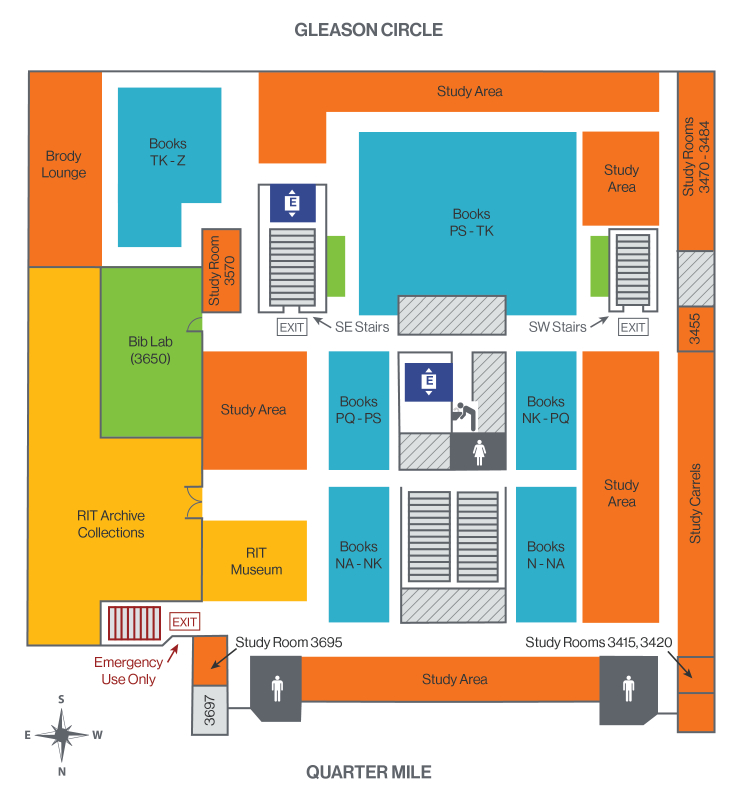 GLEASON CIRCLE
Study Area
Brody
Lounge
Books
TK - Z
Study Rooms
3470 - 3484
Study
Area
Books
PS - TK
E
Study Room
3570
EXIT
SE Stairs
SW Stairs
EXIT
3455
Bib Lab
(3650)
Study Area
Books
PQ - PS
E
Books
NK - PQ
Study
Area
Study Carrels
RIT Archive
Collections
RIT
Museum
Books
NA - NK
Books
N - NA
EXIT
Emergency
Use Only
Study Room 3695
Study Rooms 3415, 3420
Study Area
3697
S
E
W
N
QUARTER MILE